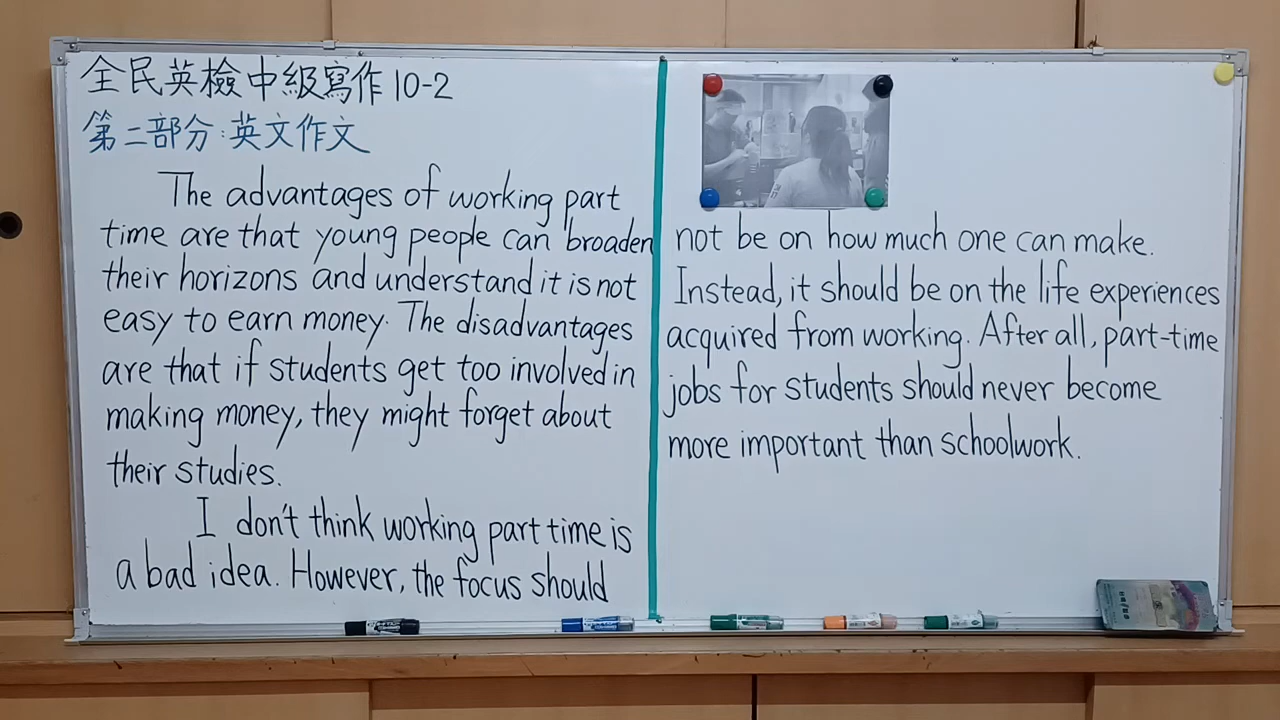 全民英檢中級寫作10-2
第二部分:英文作文
The advantages of working part
time are that young people can broaden
their horizons and understand it is not
easy to earn money. The disadvantages
are that if students get too involved in
making money, they might forget about
their studies.
I don't think working part time is
a bad idea. However, the focus should
not be on how much one can make.
Instead, it should be on the life experiences
acquired from working. After all, part-time
jobs for students should never become
more important than schoolwork.